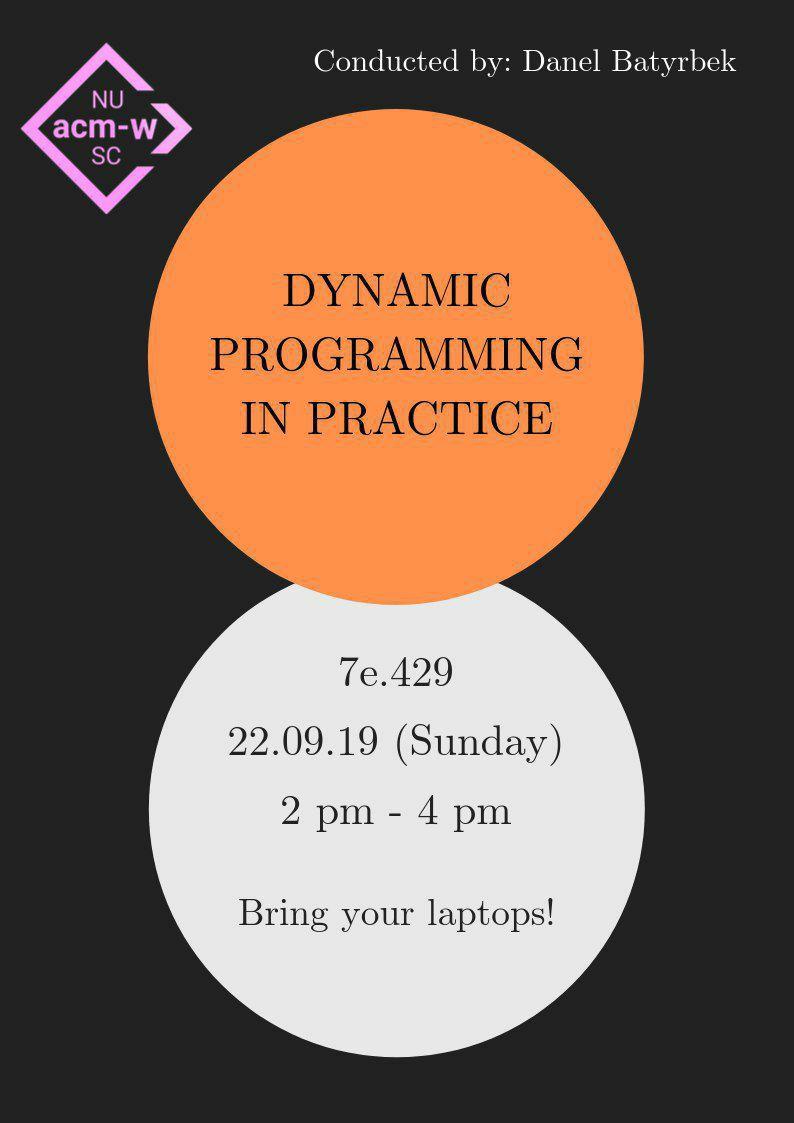 Conducted by: Danel Batyrbek
NU
acm-w
SC
DYNAMIC
PROGRAMMING
IN PRACTICE
7e.429
22.09.19 (Sunday)
2 pm - 4 pm
Bring your laptops!